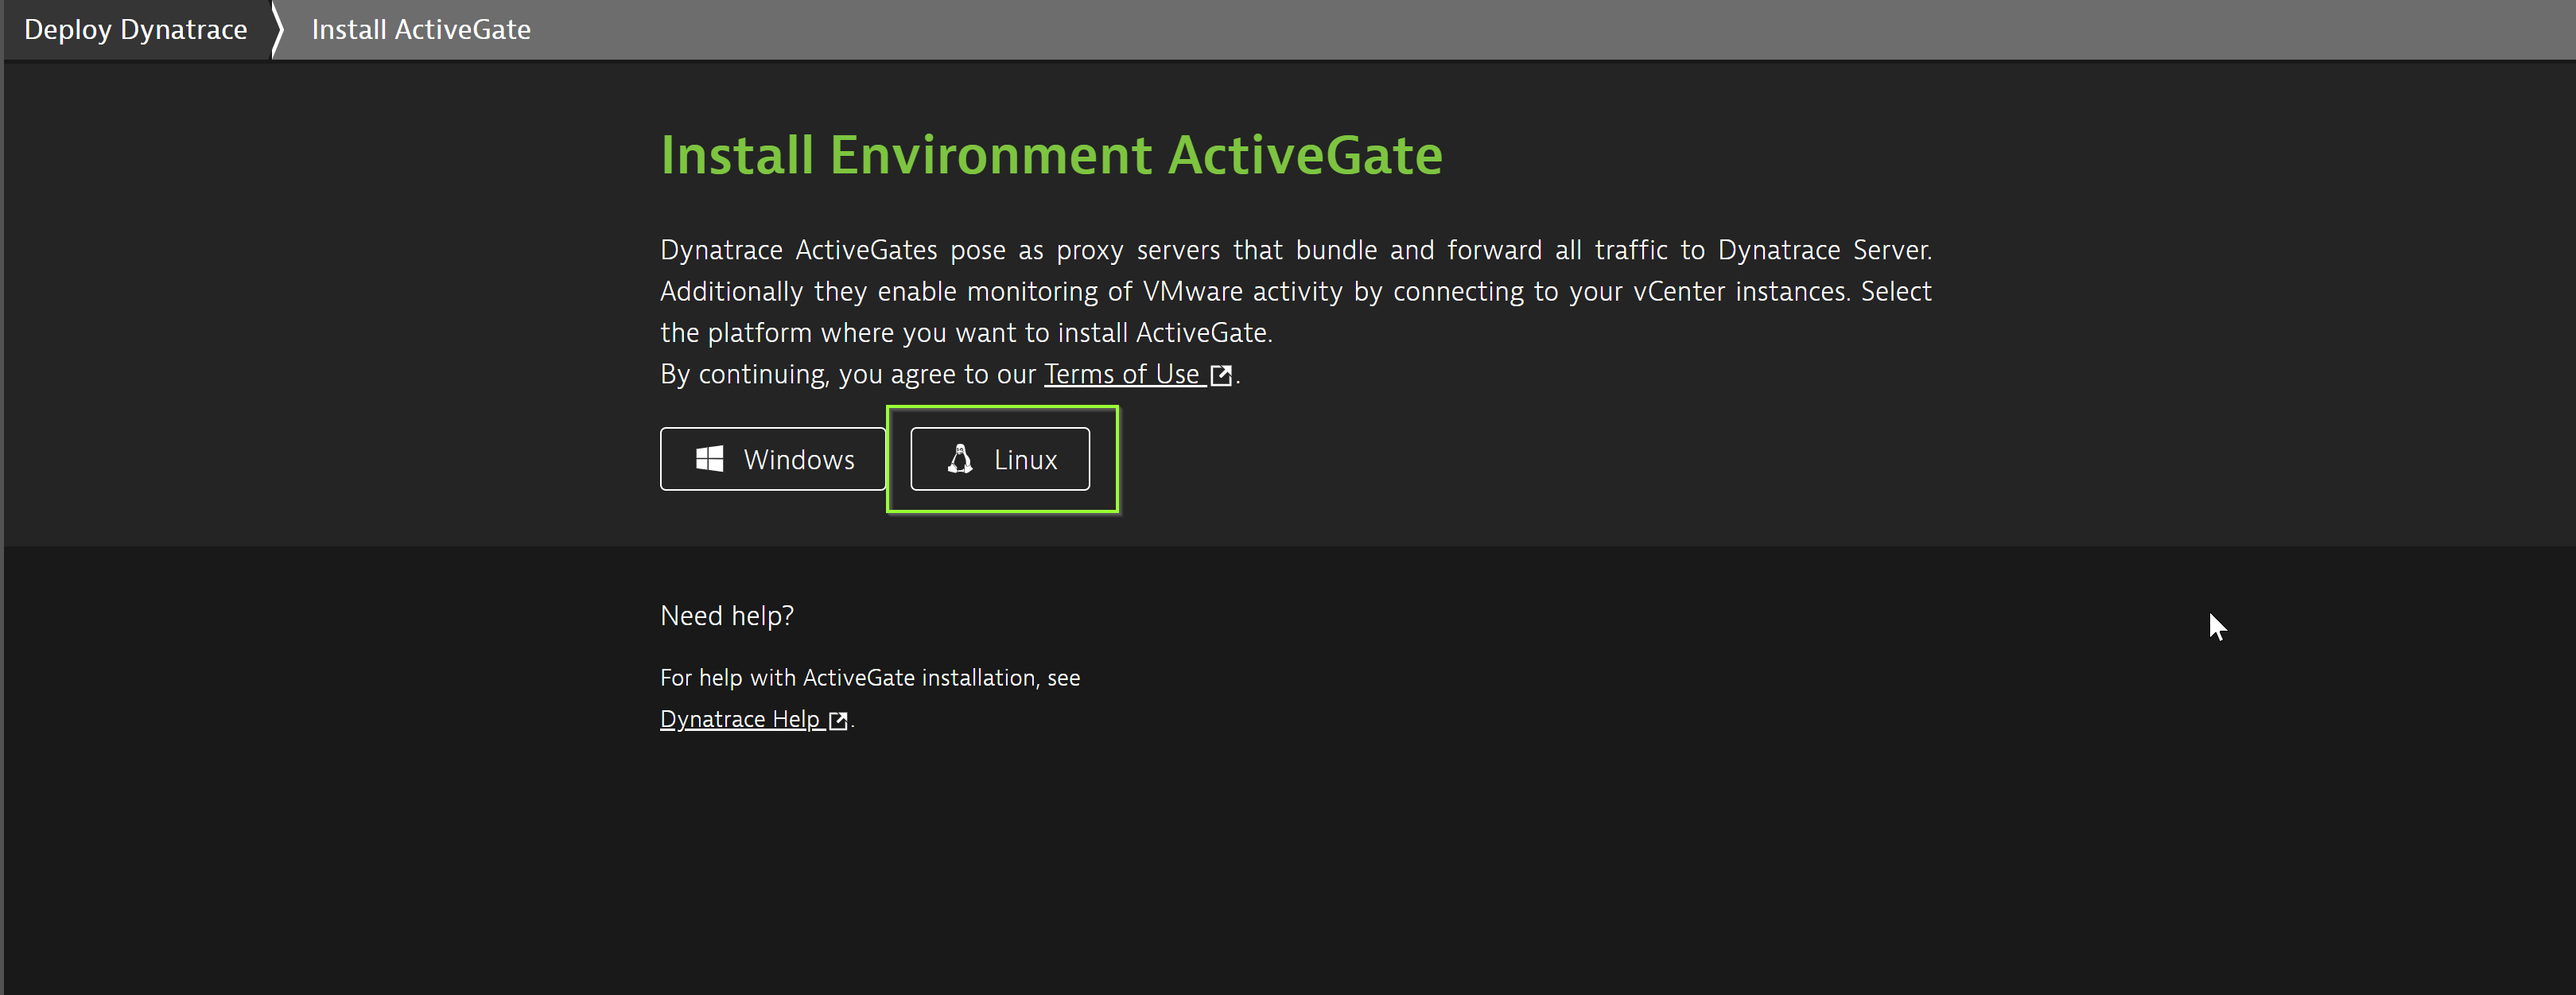 Deploy Dynatrace
Install ActiveGate
Install Environment ActiveGate
Dynatrace ActiveGates pose as proxy servers that bundle and forward all traffic to Dynatrace Server.
Additionally they enable monitoring of VMware activity by connecting to your vCenter instances. Select
the platform where you want to install ActiveGate.
By continuing, you agree to our Terms of Use .
Windows
Linux
Need help?
For help with ActiveGate installation, see
Dynatrace Help .